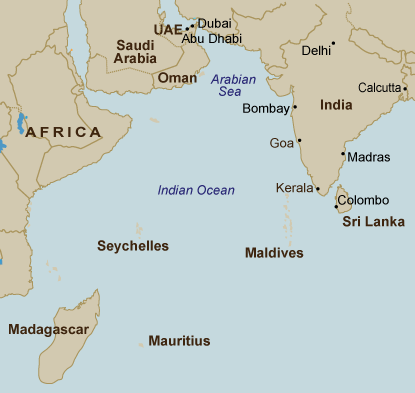 Dubai
UAE
Abu Dhabi
Saudi
Arabia
Delhi
Oman
Arabian
Sea
Calcutta
Bombay
India
AFRICA
Goa
Madras
Indian Ocean
Kerala
Colombo
Sri Lanka
Seychelles
Maldives
Madagascar
Mauritius